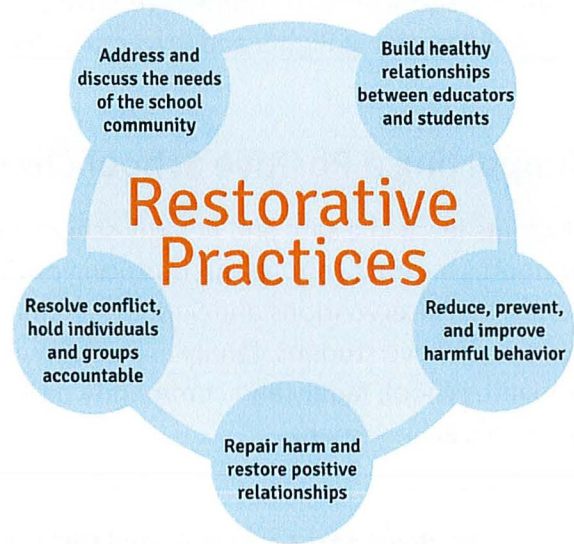 Address and
discuss the needs
of the school
community
Build healthy
relationships
between educators
and students
Restorative
Practices
Resolve conflict,
hold individuals
and groups
accountable
Reduce, prevent,
and improve
harmful behavior
Repair harm and
restore positive
relationships